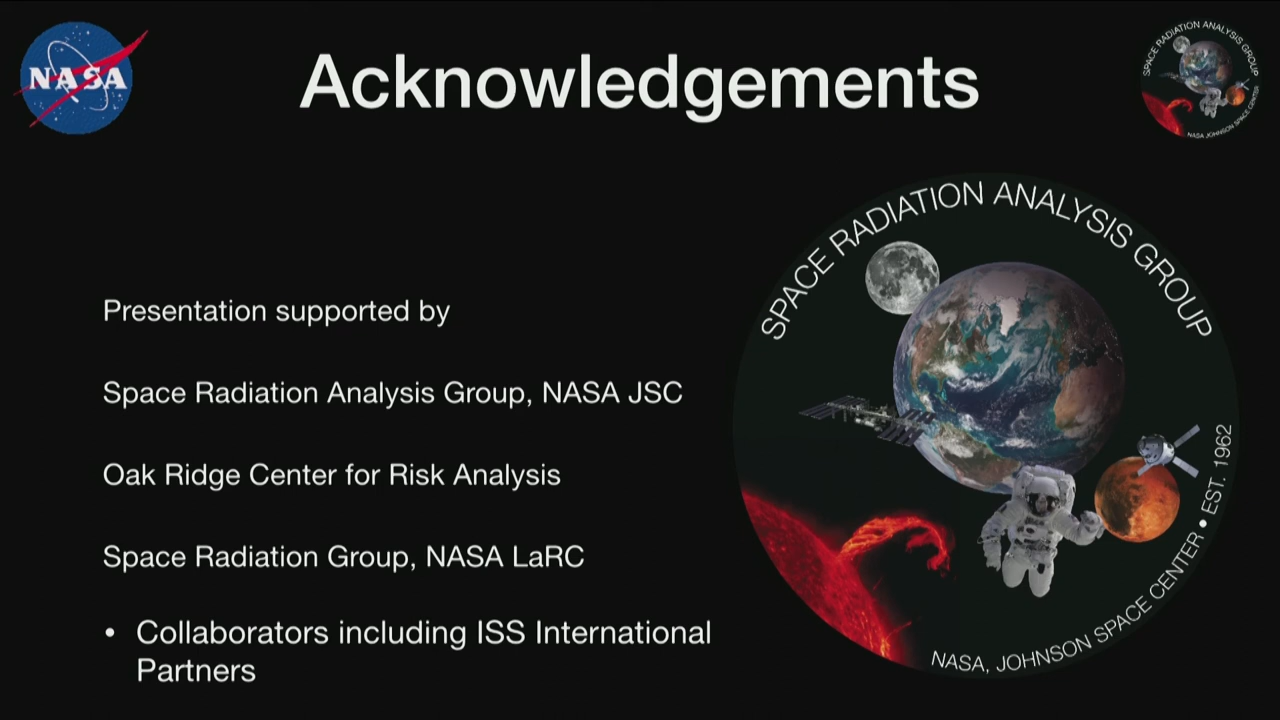 NASA
Acknowledgements
SPACE RADIATION ANALYSIS GROUP
NASA JOHNSON SPACE CENTER
Presentation supported by
Space Radiation Analysis Group, NASA JSC
Oak Ridge Center for Risk Analysis
Space Radiation Group, NASA LaRC
• Collaborators including ISS International
Partners
SPACE RADIATION ANALYSIS GROUP
NASA, JOHNSON SPACE CENTER • EST. 1962